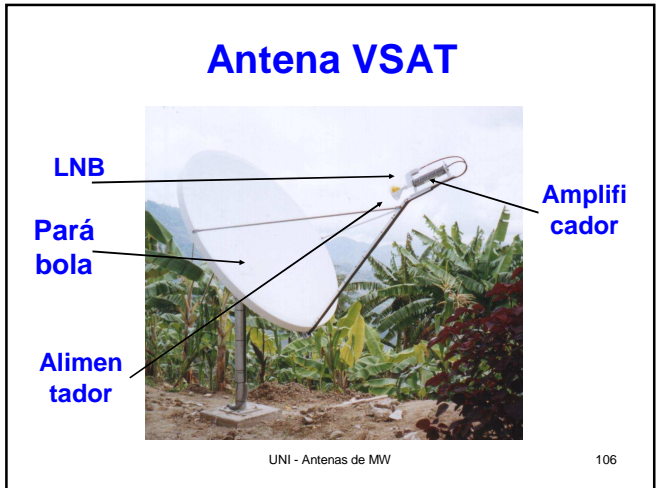 Antena VSAT
LNB
Pará
bola
Alimen
tador
Amplifi
cador
UNI - Antenas de MW
106